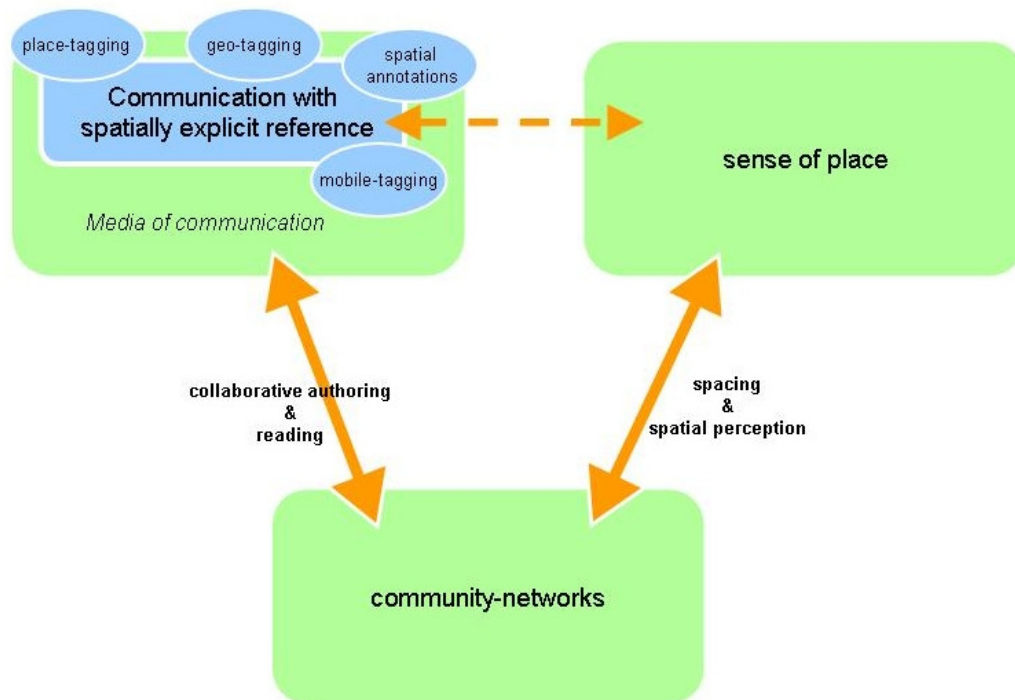 place-tagging
geo-tagging
spatial
annotations
Communication with
spatially explicit reference
mobile-tagging
Media of communication
sense of place
collaborative authoring
&
reading
spacing
&
spatial perception
community-networks